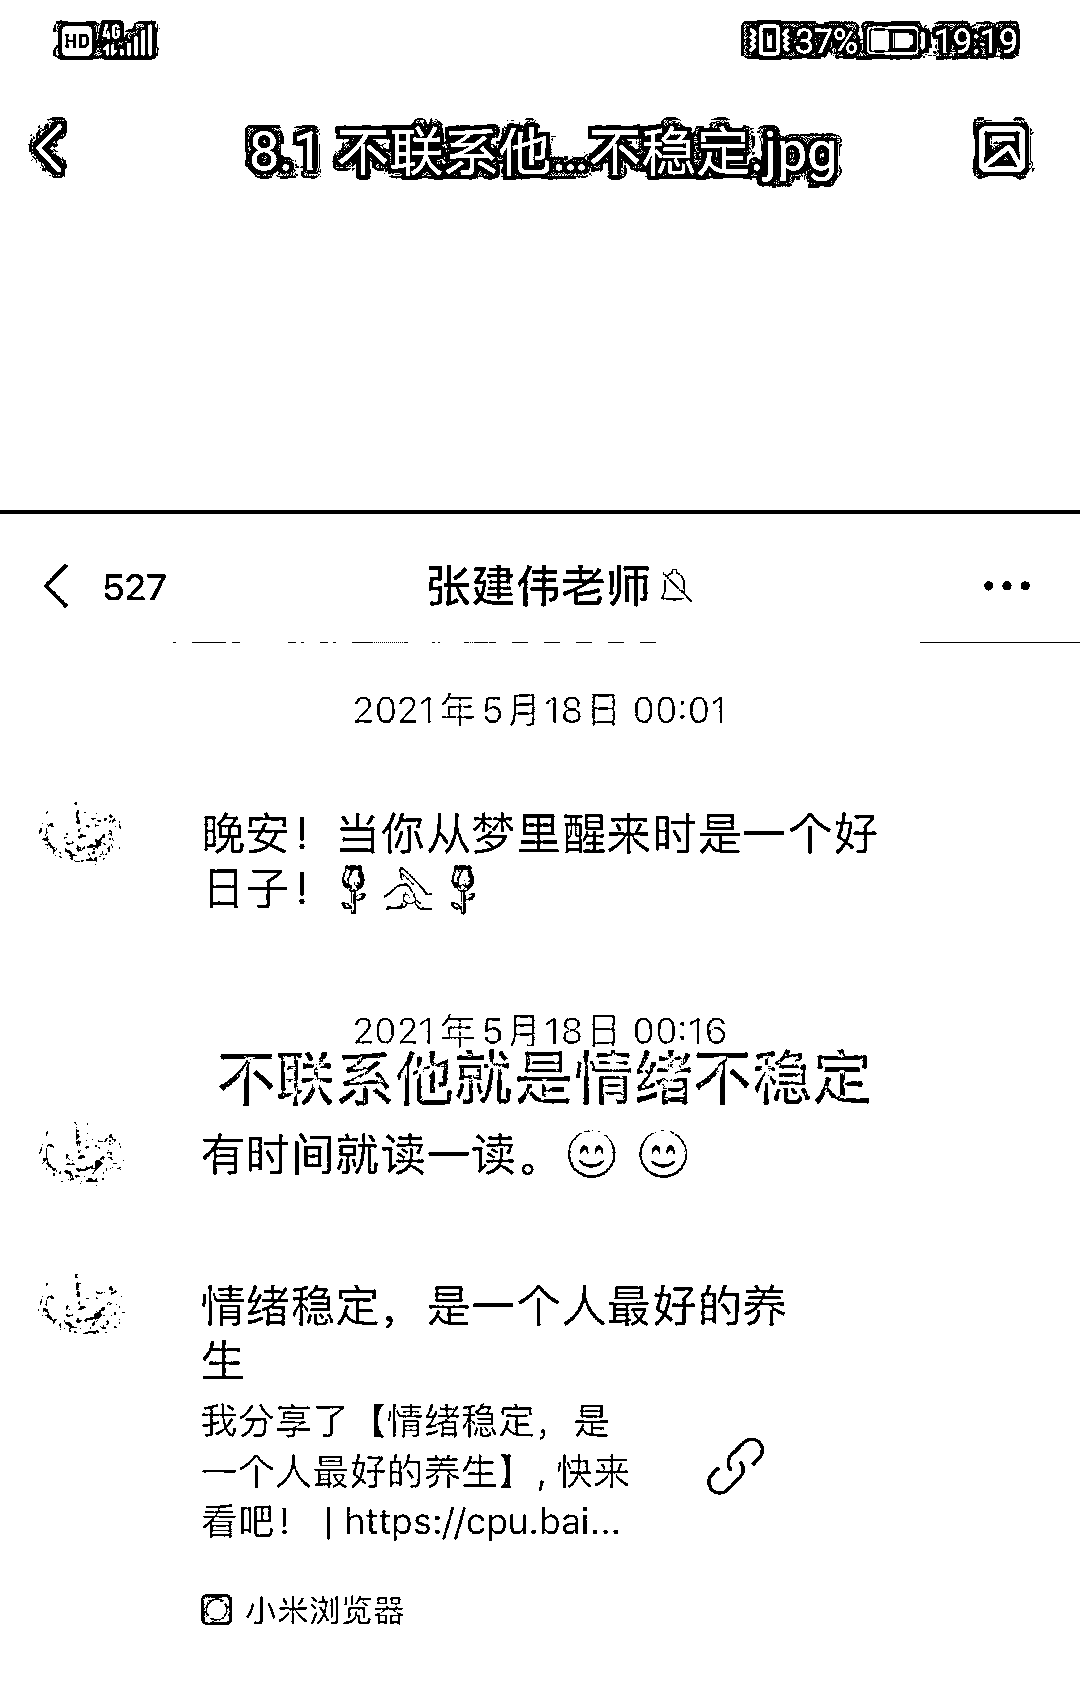 HD 4G 37% 19:19
8.1 不联系他...不稳定.jpg
527 张建伟老师
2021年5月18日 00:01
晚安！当你从梦里醒来时是一个好
日子！
2021年5月18日 00:16
不联系他就是情绪不稳定
有时间就读一读。
情绪稳定，是一个人最好的养
生
我分享了【情绪稳定，是
一个人最好的养生】, 快来
看吧！ | https://cpu.bai...
小米浏览器